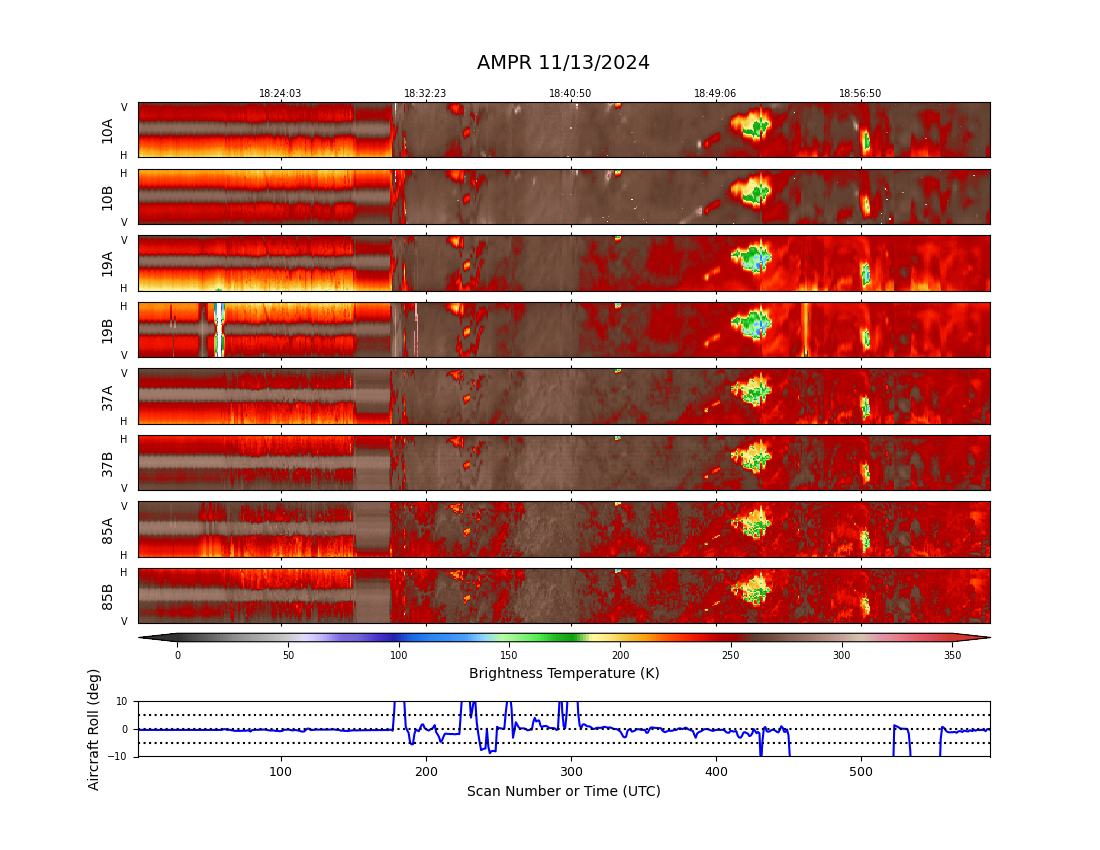 AMPR 11/13/2024
18:24:03 18:32:23 18:40:50 18:49:06 18:56:50
V
10A
H
H
10B
V
V
19A
H
H
19B
V
V
37A
H
H
37B
V
V
85A
H
H
85B
V
0 50 100 150 200 250 300 350
Brightness Temperature (K)
Aircraft Roll (deg)
10
0
−10
100 200 300 400 500
Scan Number or Time (UTC)